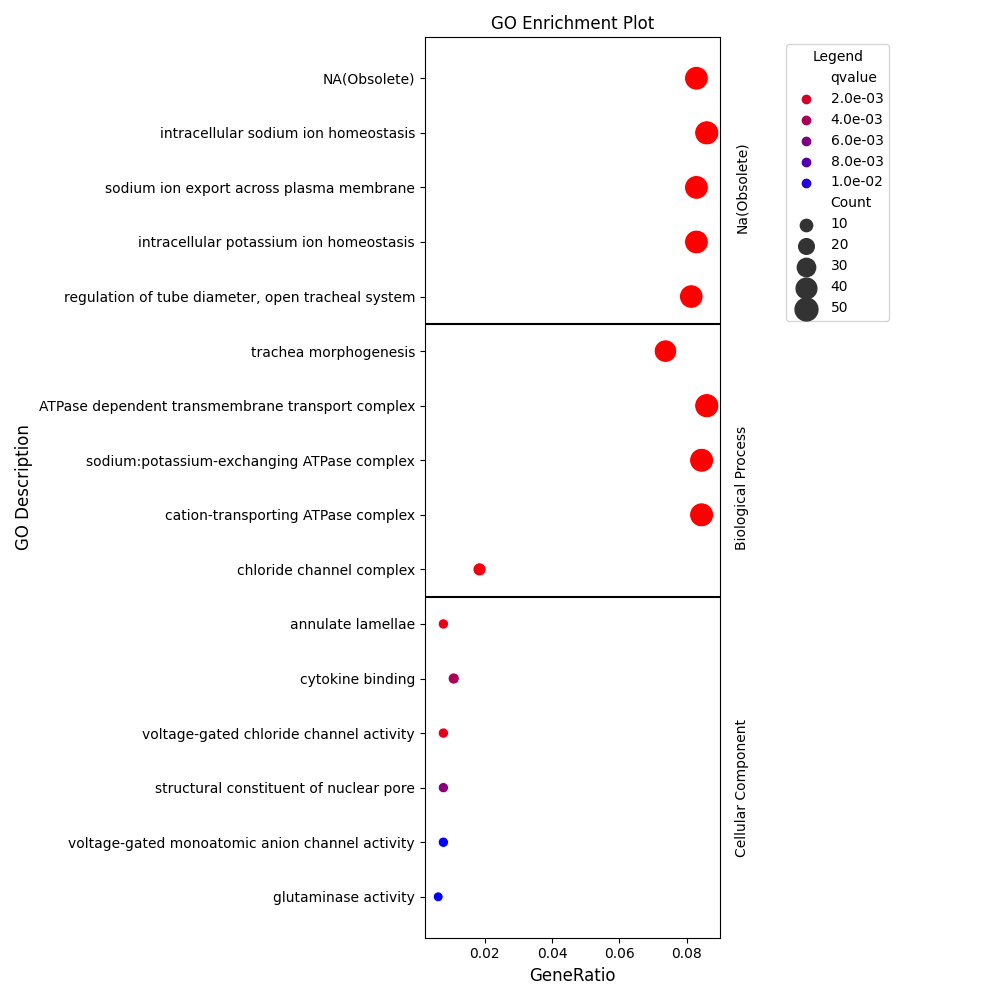 GO Enrichment Plot
NA(Obsolete)
intracellular sodium ion homeostasis
sodium ion export across plasma membrane
intracellular potassium ion homeostasis
regulation of tube diameter, open tracheal system
trachea morphogenesis
ATPase dependent transmembrane transport complex
sodium:potassium-exchanging ATPase complex
cation-transporting ATPase complex
chloride channel complex
annulate lamellae
cytokine binding
voltage-gated chloride channel activity
structural constituent of nuclear pore
voltage-gated monoatomic anion channel activity
glutaminase activity
GO Description
0.02 0.04 0.06 0.08
GeneRatio
Na(Obsolete)
Biological Process
Cellular Component
Legend
qvalue
2.0e-03
4.0e-03
6.0e-03
8.0e-03
1.0e-02
Count
10
20
30
40
50